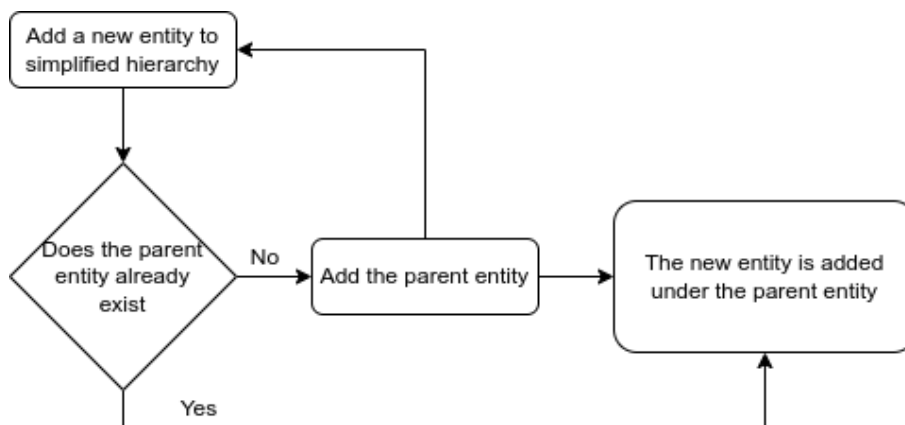 Add a new entity to
simplified hierarchy
Does the parent
entity already
exist
No
Add the parent entity
The new entity is added
under the parent entity
Yes